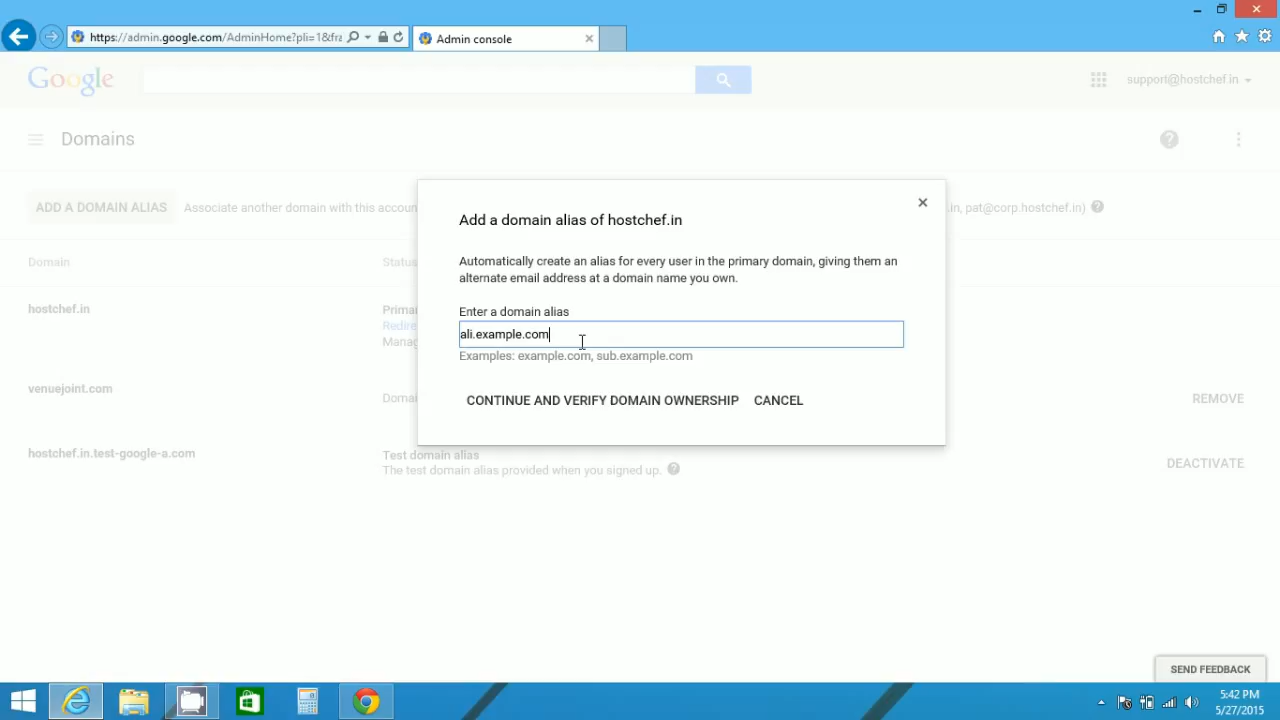 https://admin.google.com/AdminHome?pli=1&fra
Admin console
Google
support@hostchef.in
Domains
ADD A DOMAIN ALIAS
Associate another domain with this accoun
.in, pat@corp.hostchef.in)
Domain
Status
hostchef.in
Primar
Redire
Manag
venuejoint.com
Domai
REMOVE
hostchef.in.test-google-a.com
Test domain alias
The test domain alias provided when you signed up.
DEACTIVATE
Add a domain alias of hostchef.in
Automatically create an alias for every user in the primary domain, giving them an
alternate email address at a domain name you own.
Enter a domain alias
ali.example.com
Examples: example.com, sub.example.com
CONTINUE AND VERIFY DOMAIN OWNERSHIP
CANCEL
SEND FEEDBACK
5:42 PM
5/27/2015